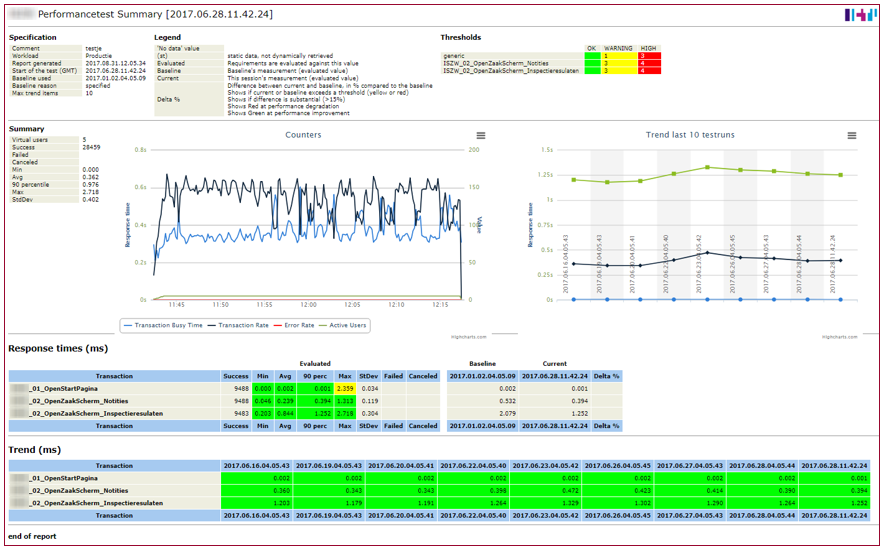 Performancetest Summary [2017.06.28.11.42.24]
Specification
Comment testje
Workload Productie
Report generated 2017.08.31.12.05.34
Start of the test (GMT) 2017.06.28.11.42.24
Baseline used 2017.01.02.04.05.09
Baseline reason specified
Max trend items 10
Legend
'No data' value
(st) static data, not dynamically retrieved
Evaluated Requirements are evaluated against this value
Baseline Baseline's measurement (evaluated value)
Current This session's measurement (evaluated value)
Difference between current and baseline, in % compared to the baseline
Shows if current or baseline exceeds a threshold (yellow or red)
Delta % Shows if difference is substantial (>15%)
Shows Red at performance degradation
Shows Green at performance improvement
Thresholds
OK WARNING HIGH
generic 1 3
ISZW_02_OpenZaakScherm_Notities 3 4
ISZW_02_OpenZaakScherm_Inspectieresulaten 3 4
Summary
Virtual users 5
Success 28459
Failed
Canceled
Min 0.000
Avg 0.362
90 percentile 0.976
Max 2.718
StdDev 0.402
Counters
Response time
0.8s
0.6s
0.4s
0.2s
0s
200
150
100
50
0
Value
11:45 11:50 11:55 12:00 12:05 12:10 12:15
Transaction Busy Time Transaction Rate Error Rate Active Users
Highcharts.com
Trend last 10 testruns
Response time
1.5s
1.25s
1s
0.75s
0.5s
0.25s
0s
2017.06.16.04.05.43
2017.06.19.04.05.43
2017.06.20.04.05.41
2017.06.22.04.05.40
2017.06.23.04.05.42
2017.06.26.04.05.45
2017.06.27.04.05.43
2017.06.28.04.05.44
2017.06.28.11.42.24
Highcharts.com
Response times (ms)
Evaluated Baseline Current
Transaction Success Min Avg 90 perc Max StdDev Failed Canceled 2017.01.02.04.05.09 2017.06.28.11.42.24 Delta %
_01_OpenStartPagina 9488 0.000 0.002 0.001 2.359 0.034 0.002 0.001
_02_OpenZaakScherm_Notities 9488 0.046 0.239 0.394 1.313 0.119 0.532 0.394
_02_OpenZaakScherm_Inspectieresulaten 9483 0.203 0.844 1.252 2.718 0.304 2.079 1.252
Transaction Success Min Avg 90 perc Max StdDev Failed Canceled 2017.01.02.04.05.09 2017.06.28.11.42.24 Delta %
Trend (ms)
Transaction 2017.06.16.04.05.43 2017.06.19.04.05.43 2017.06.20.04.05.41 2017.06.22.04.05.40 2017.06.23.04.05.42 2017.06.26.04.05.45 2017.06.27.04.05.43 2017.06.28.04.05.44 2017.06.28.11.42.24
_01_OpenStartPagina 0.002 0.002 0.002 0.002 0.002 0.002 0.002 0.002 0.001
_02_OpenZaakScherm_Notities 0.360 0.343 0.343 0.398 0.472 0.423 0.414 0.390 0.394
_02_OpenZaakScherm_Inspectieresulaten 1.203 1.179 1.191 1.264 1.329 1.302 1.290 1.264 1.252
Transaction 2017.06.16.04.05.43 2017.06.19.04.05.43 2017.06.20.04.05.41 2017.06.22.04.05.40 2017.06.23.04.05.42 2017.06.26.04.05.45 2017.06.27.04.05.43 2017.06.28.04.05.44 2017.06.28.11.42.24
end of report